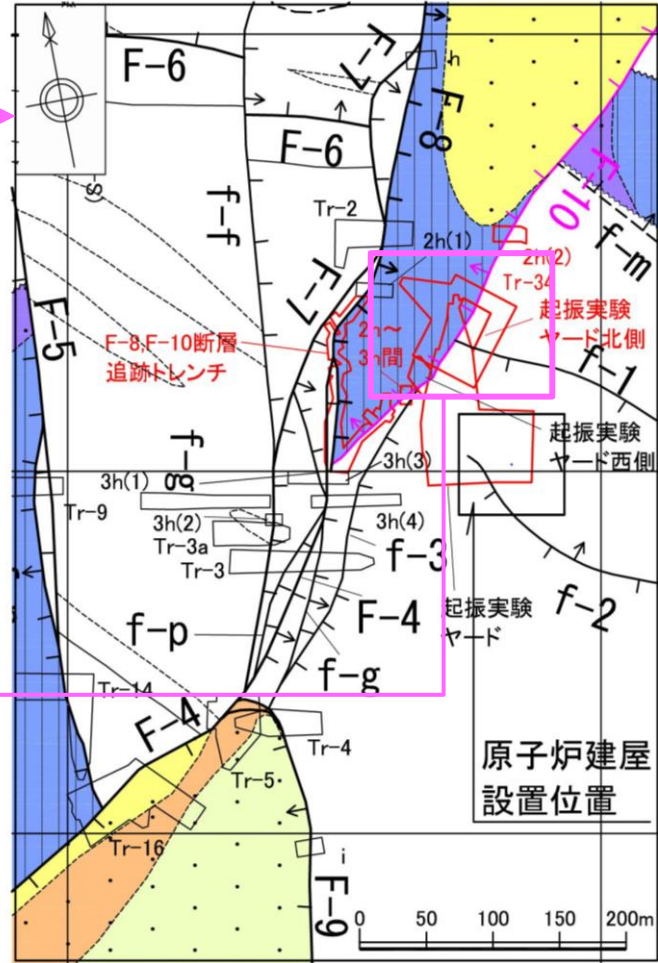 F-6
F-7
h
F-8
F-6
F-10
f-f
Tr-2
2h(1)
f-m
2h(2)
Tr-34
F-7
F-5
F-8,F-10断層
追跡トレンチ
2h～
3h間
起振実験
ヤード北側
f-1
起振実験
ヤード西側
f-g
3h(1)
3h(3)
Tr-9
3h(2)
3h(4)
Tr-3a
Tr-3
f-3
f-p
F-4
起振実験
ヤード
f-2
f-g
Tr-14
F-4
Tr-4
Tr-5
原子炉建屋
設置位置
Tr-16
i
F-9
0 50 100 150 200m